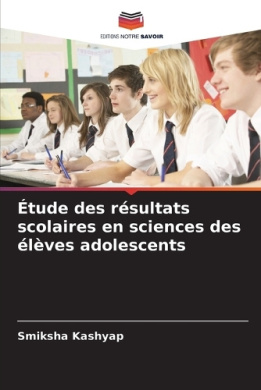 EDITIONS NOTRE SAVOIR
Étude des résultats
scolaires en sciences des
élèves adolescents
Smiksha Kashyap